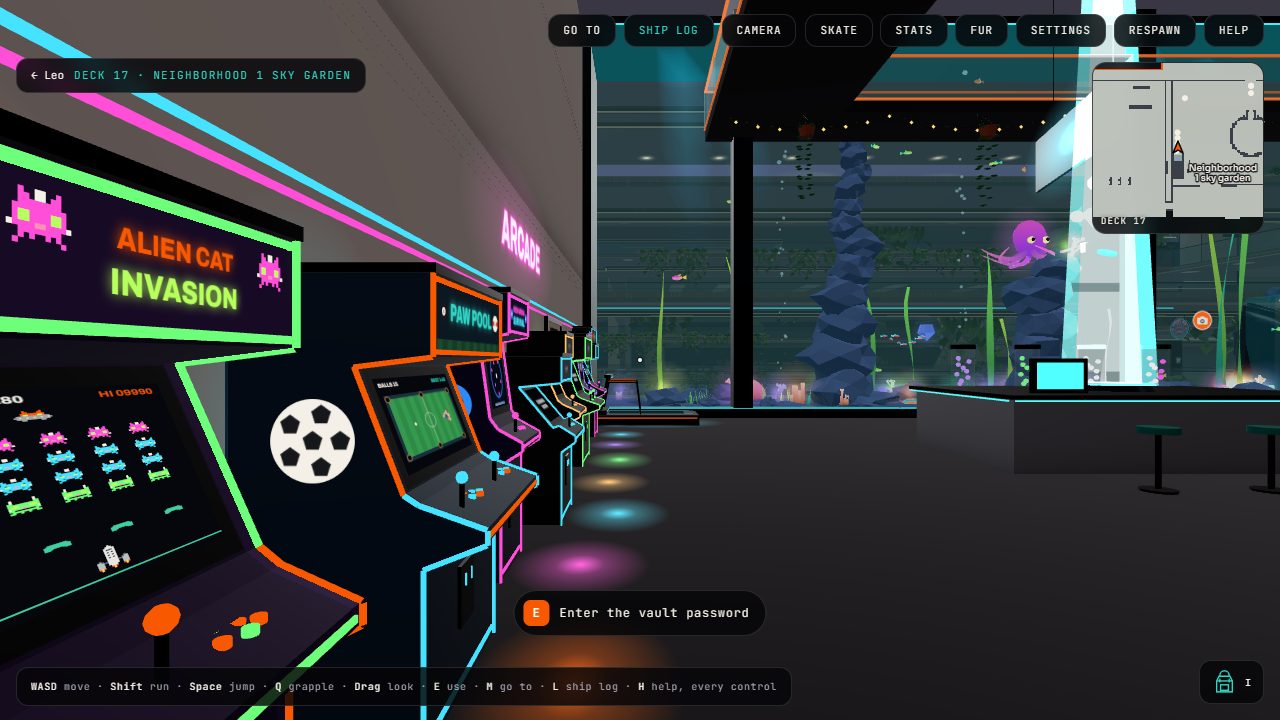 GO TO
SHIP LOG
CAMERA
SKATE
STATS
FUR
SETTINGS
RESPAWN
HELP
← Leo DECK 17 · NEIGHBORHOOD 1 SKY GARDEN
Neighborhood
1 sky garden
DECK 17
ALIEN CAT
INVASION
ARCADE
PAW POOL
HI 09990
E Enter the vault password
WASD move · Shift run · Space jump · Q grapple · Drag look · E use · M go to · L ship log · H help, every control
I